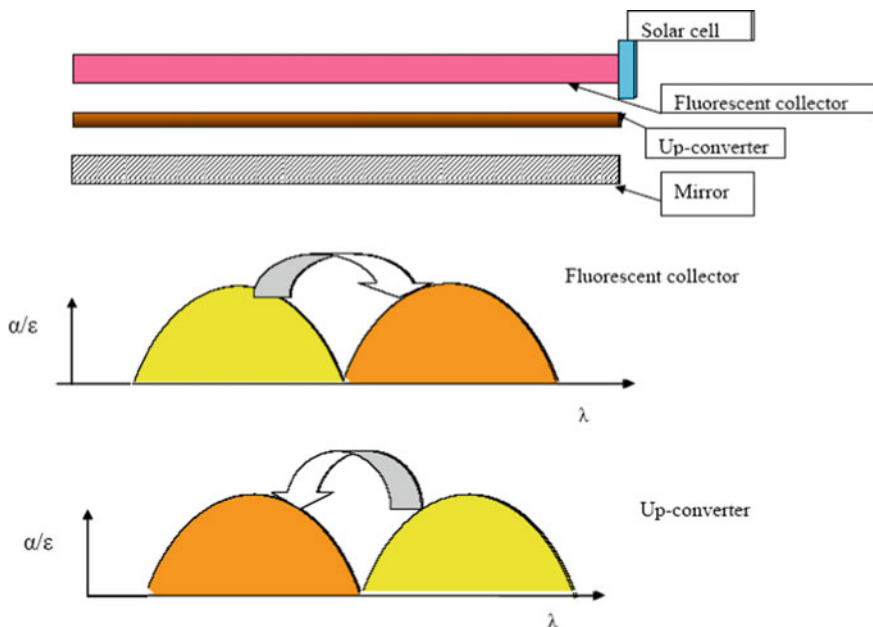 Solar cell
Fluorescent collector
Up-converter
Mirror
Fluorescent collector
α/ε
λ
Up-converter
α/ε
λ